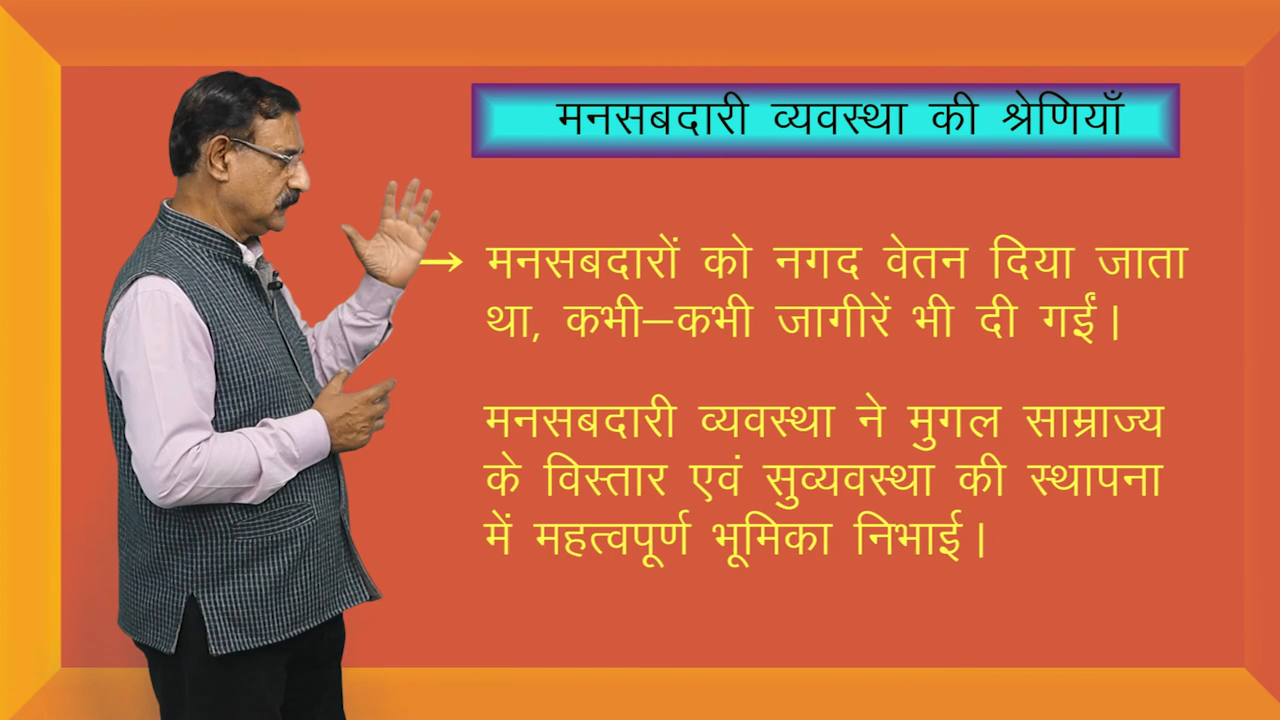 मनसबदारी व्यवस्था की श्रेणियाँ
→ मनसबदारों को नगद वेतन दिया जाता
था, कभी–कभी जागीरें भी दी गईं।
मनसबदारी व्यवस्था ने मुगल साम्राज्य
के विस्तार एवं सुव्यवस्था की स्थापना
में महत्वपूर्ण भूमिका निभाई।